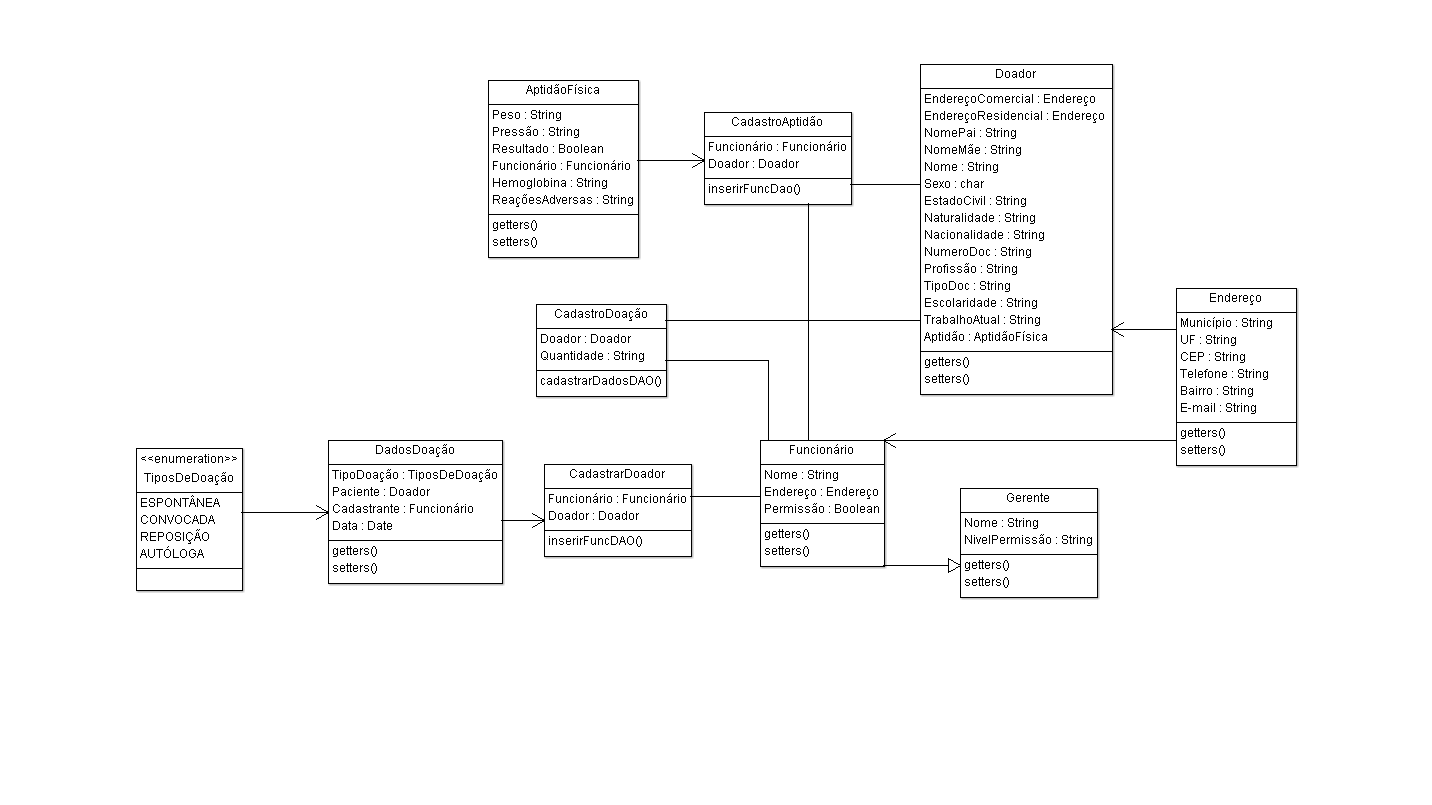 AptidãoFísica
Peso : String
Pressão : String
Resultado : Boolean
Funcionário : Funcionário
Hemoglobina : String
ReaçõesAdversas : String
getters()
setters()
CadastroAptidão
Funcionário : Funcionário
Doador : Doador
inserirFuncDao()
Doador
EndereçoComercial : Endereço
EndereçoResidencial : Endereço
NomePai : String
NomeMãe : String
Nome : String
Sexo : char
EstadoCivil : String
Naturalidade : String
Nacionalidade : String
NumeroDoc : String
Profissão : String
TipoDoc : String
Escolaridade : String
TrabalhoAtual : String
Aptidão : AptidãoFísica
getters()
setters()
Endereço
Município : String
UF : String
CEP : String
Telefone : String
Bairro : String
E-mail : String
getters()
setters()
CadastroDoação
Doador : Doador
Quantidade : String
cadastrarDadosDAO()
<<enumeration>>
TiposDeDoação
ESPONTÂNEA
CONVOCADA
REPOSIÇÃO
AUTÓLOGA
DadosDoação
TipoDoação : TiposDeDoação
Paciente : Doador
Cadastrante : Funcionário
Data : Date
getters()
setters()
CadastrarDoador
Funcionário : Funcionário
Doador : Doador
inserirFuncDAO()
Funcionário
Nome : String
Endereço : Endereço
Permissão : Boolean
getters()
setters()
Gerente
Nome : String
NivelPermissão : String
getters()
setters()